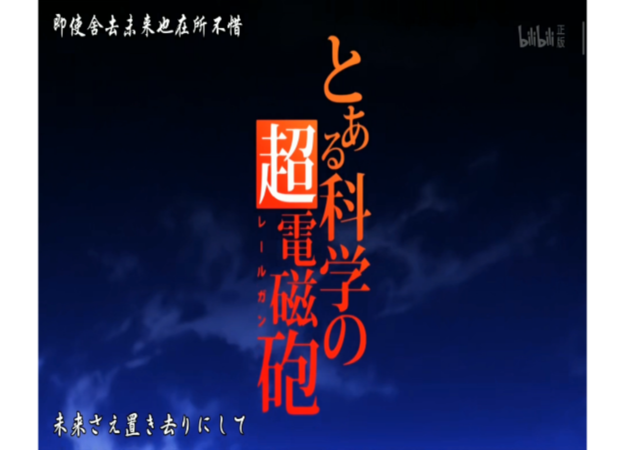 即使舍去未来也在所不惜
bilibili 正版
とある科学の
超電磁砲
レールガン
未来さえ置き去りにして